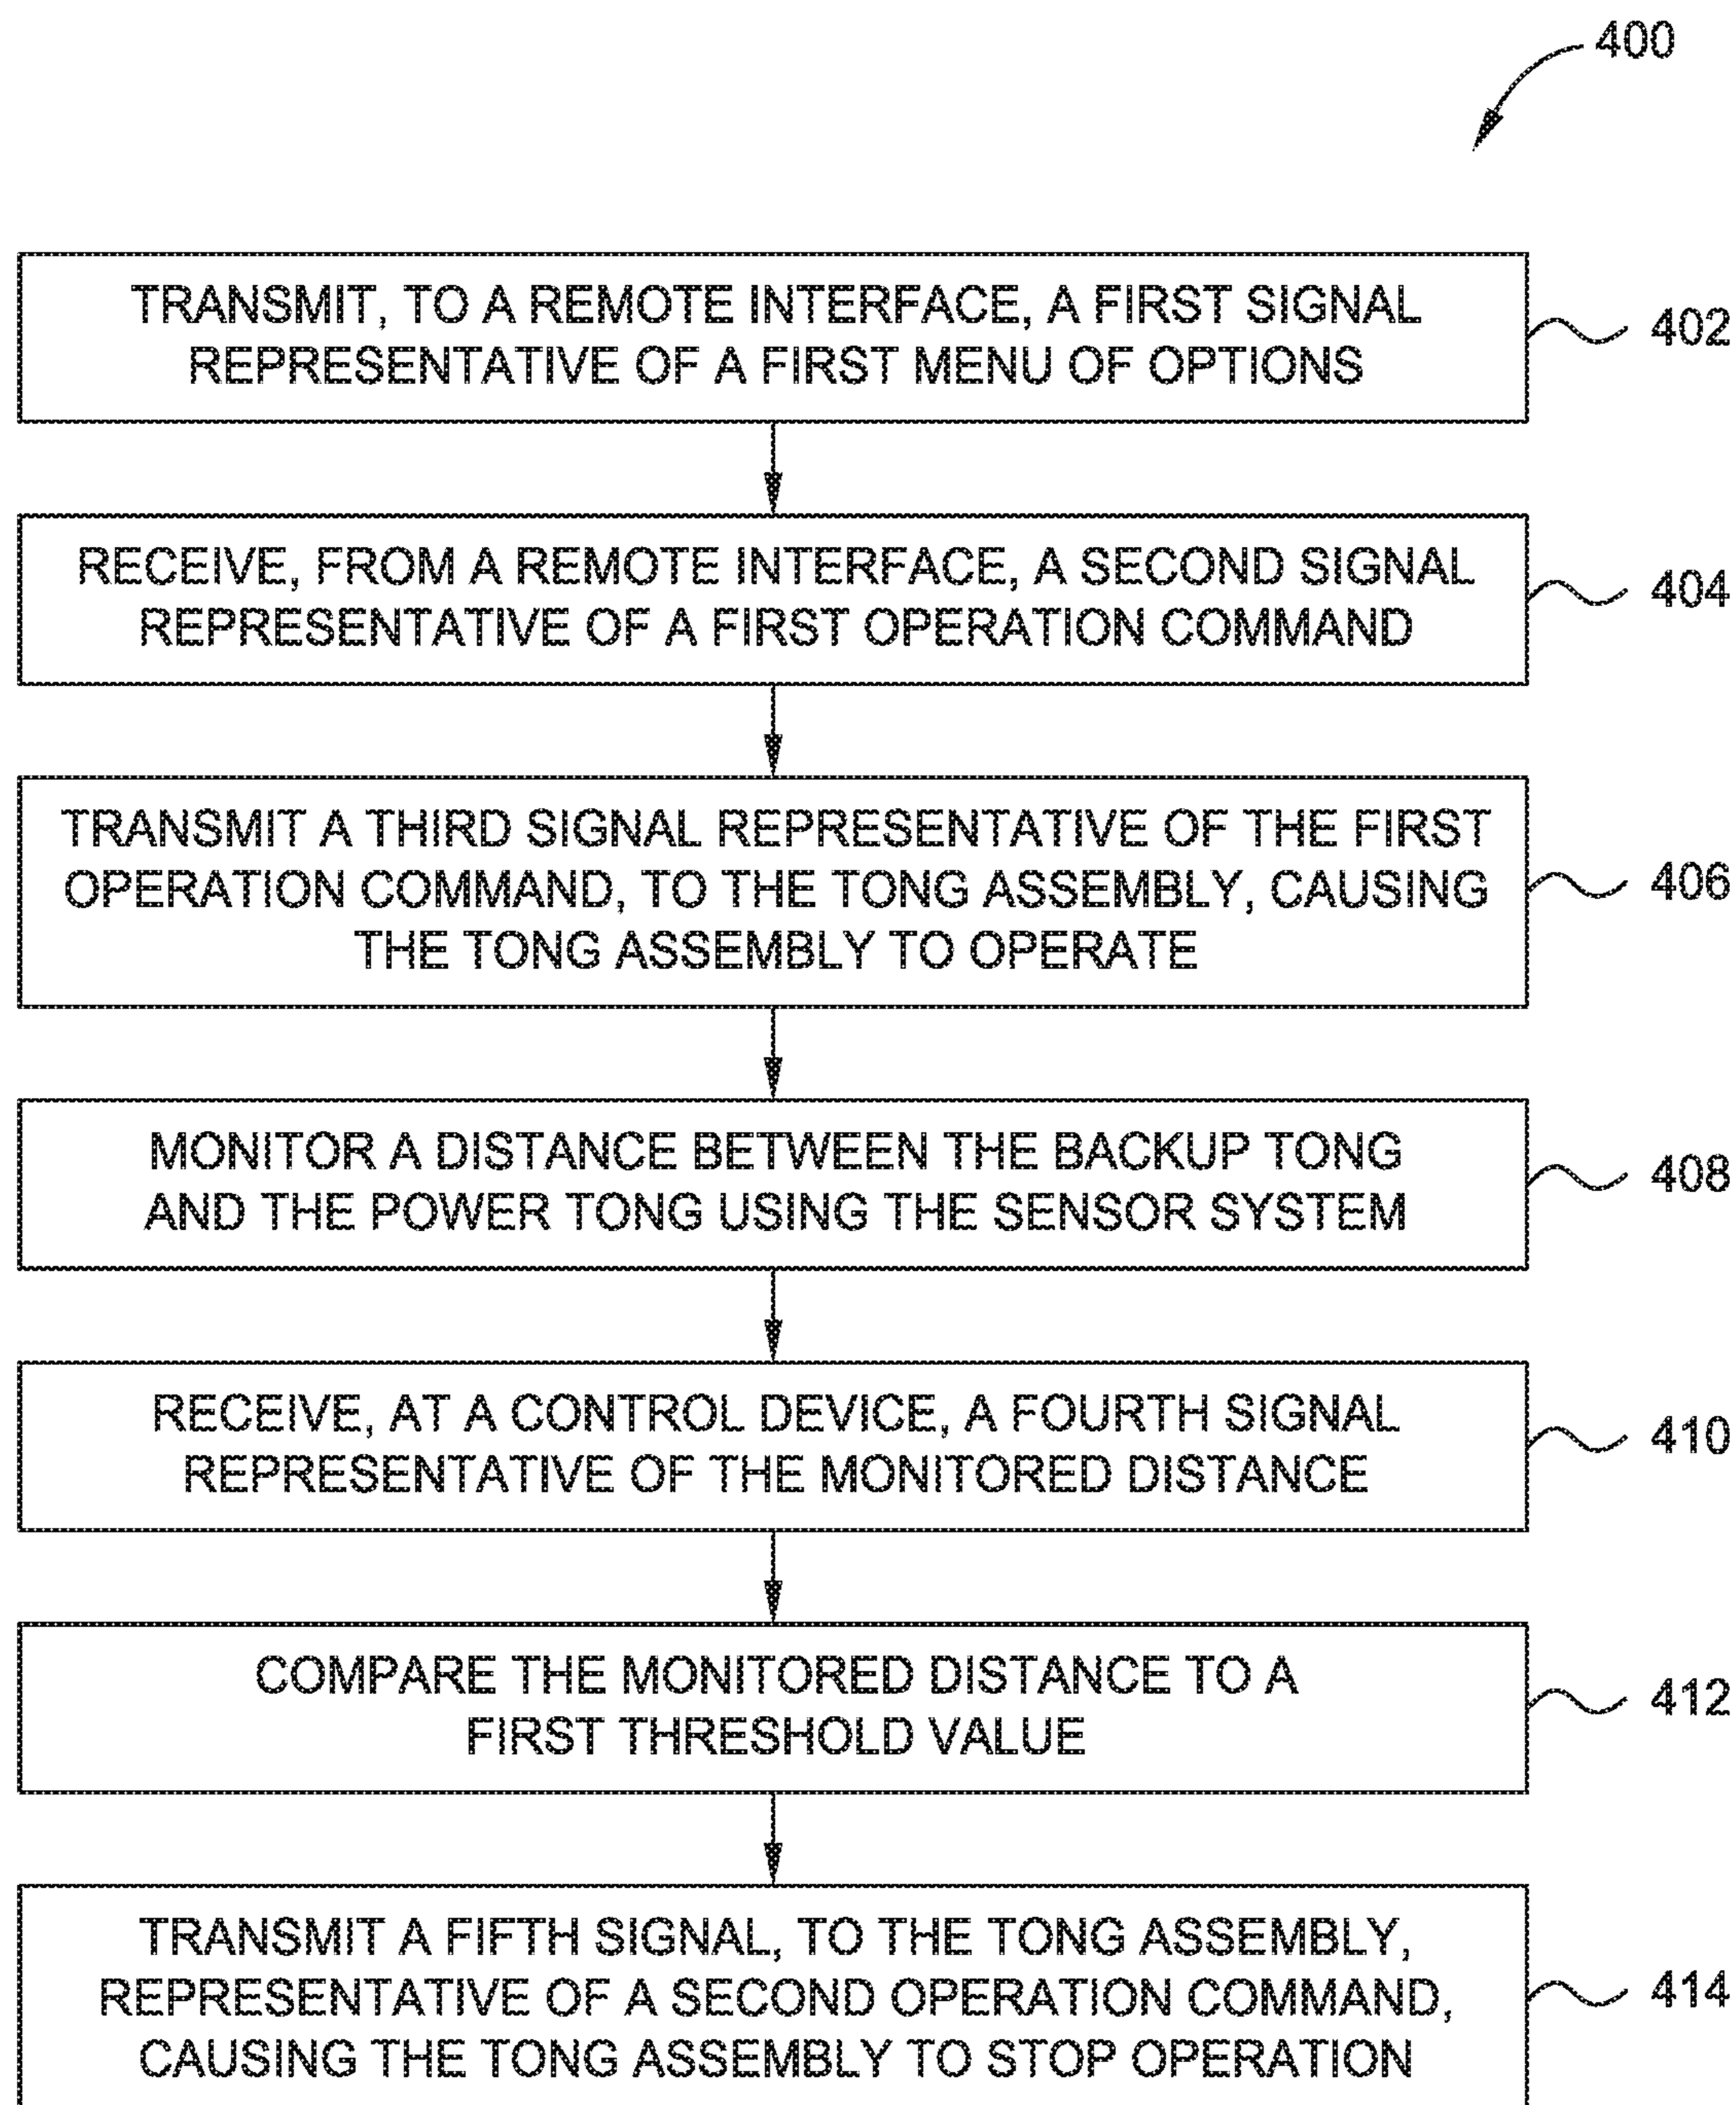 400
TRANSMIT, TO A REMOTE INTERFACE, A FIRST SIGNAL
REPRESENTATIVE OF A FIRST MENU OF OPTIONS
402
RECEIVE, FROM A REMOTE INTERFACE, A SECOND SIGNAL
REPRESENTATIVE OF A FIRST OPERATION COMMAND
404
TRANSMIT A THIRD SIGNAL REPRESENTATIVE OF THE FIRST
OPERATION COMMAND, TO THE TONG ASSEMBLY, CAUSING
THE TONG ASSEMBLY TO OPERATE
406
MONITOR A DISTANCE BETWEEN THE BACKUP TONG
AND THE POWER TONG USING THE SENSOR SYSTEM
408
RECEIVE, AT A CONTROL DEVICE, A FOURTH SIGNAL
REPRESENTATIVE OF THE MONITORED DISTANCE
410
COMPARE THE MONITORED DISTANCE TO A
FIRST THRESHOLD VALUE
412
TRANSMIT A FIFTH SIGNAL, TO THE TONG ASSEMBLY,
REPRESENTATIVE OF A SECOND OPERATION COMMAND,
CAUSING THE TONG ASSEMBLY TO STOP OPERATION
414